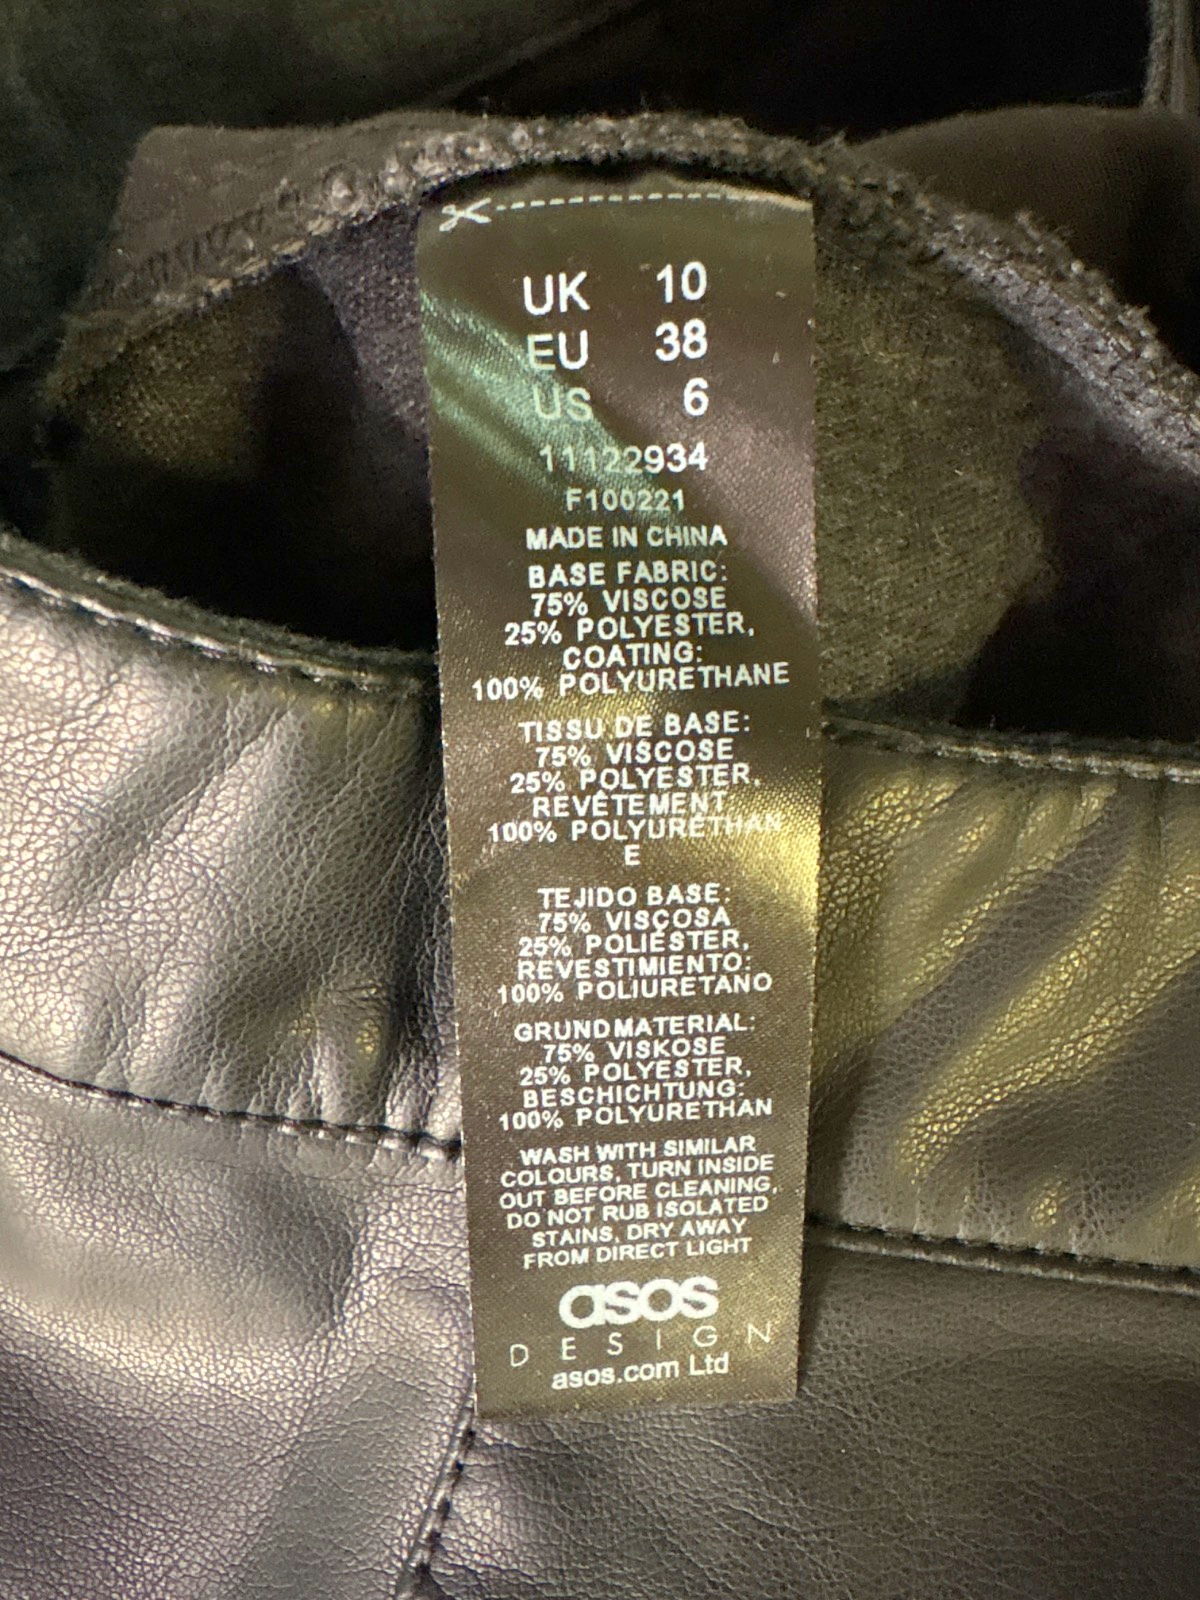 UK 10
EU 38
US 6
11122934
F100221
MADE IN CHINA
BASE FABRIC:
75% VISCOSE
25% POLYESTER,
COATING:
100% POLYURETHANE
TISSU DE BASE:
75% VISCOSE
25% POLYESTER,
REVÊTEMENT:
100% POLYURÉTHAN
E
TEJIDO BASE:
75% VISCOSA
25% POLIÉSTER,
REVESTIMIENTO:
100% POLIURETANO
GRUNDMATERIAL:
75% VISKOSE
25% POLYESTER,
BESCHICHTUNG:
100% POLYURETHAN
WASH WITH SIMILAR
COLOURS, TURN INSIDE
OUT BEFORE CLEANING,
DO NOT RUB ISOLATED
STAINS, DRY AWAY
FROM DIRECT LIGHT
asos
DESIGN
asos.com Ltd